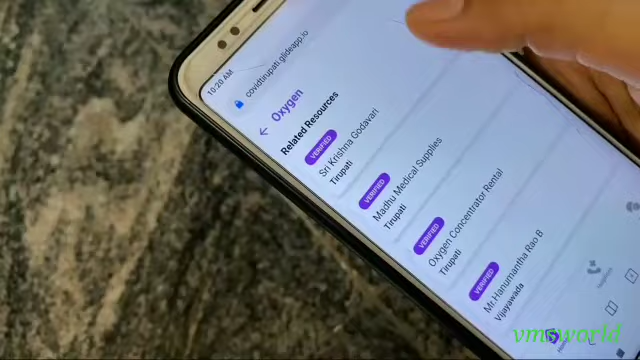 10:20 AM
covidtirupati.glideapp.io
Oxygen
Related Resources
VERIFIED
Sri Krishna Godavari
Tirupati
VERIFIED
Madhu Medical Supplies
Tirupati
VERIFIED
Oxygen Concentrator Rental
Tirupati
VERIFIED
Mr.Hanumantha Rao B
Vijayawada
vmrworld